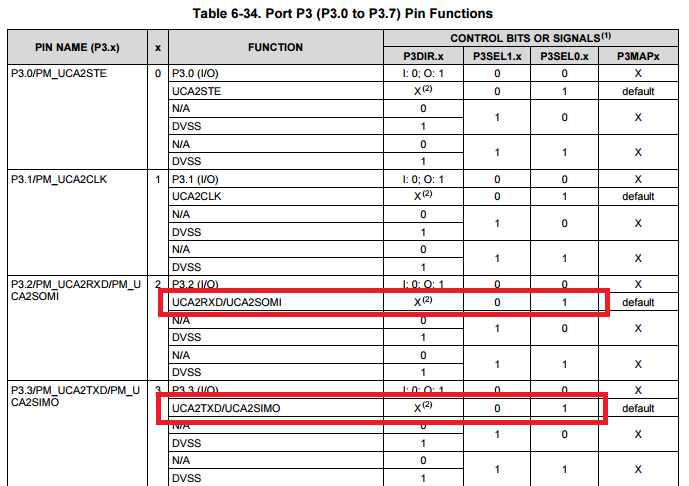 Table 6-34. Port P3 (P3.0 to P3.7) Pin Functions
PIN NAME (P3.x) x FUNCTION CONTROL BITS OR SIGNALS(1)
P3DIR.x P3SEL1.x P3SEL0.x P3MAPx
P3.0/PM_UCA2STE 0 P3.0 (I/O) I: 0; O: 1 0 0 X
UCA2STE X(2) 0 1 default
N/A 0 1 0 X
DVSS 1
N/A 0 1 1 X
DVSS 1
P3.1/PM_UCA2CLK 1 P3.1 (I/O) I: 0; O: 1 0 0 X
UCA2CLK X(2) 0 1 default
N/A 0 1 0 X
DVSS 1
N/A 0 1 1 X
DVSS 1
P3.2/PM_UCA2RXD/PM_U 2 P3.2 (I/O) I: 0; O: 1 0 0 X
CA2SOMI UCA2RXD/UCA2SOMI X(2) 0 1 default
N/A 0 1 0 X
DVSS 1
N/A 0 1 1 X
DVSS 1
P3.3/PM_UCA2TXD/PM_U 3 P3.3 (I/O) I: 0; O: 1 0 0 X
CA2SIMO UCA2TXD/UCA2SIMO X(2) 0 1 default
N/A 0 1 0 X
DVSS 1
N/A 0 1 1 X
DVSS 1